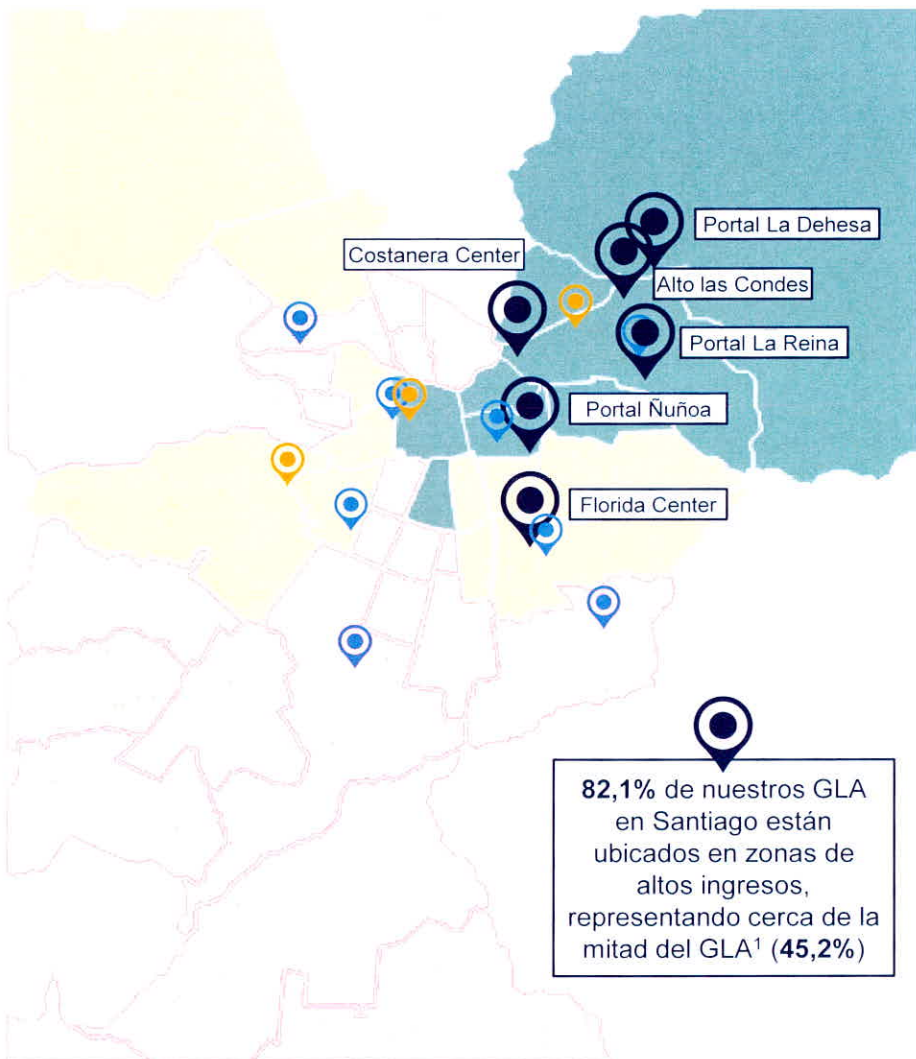 Portal La Dehesa
Costanera Center
Alto las Condes
Portal La Reina
Portal Ñuñoa
Florida Center
82,1% de nuestros GLA
en Santiago están
ubicados en zonas de
altos ingresos,
representando cerca de la
mitad del GLA¹ (45,2%)